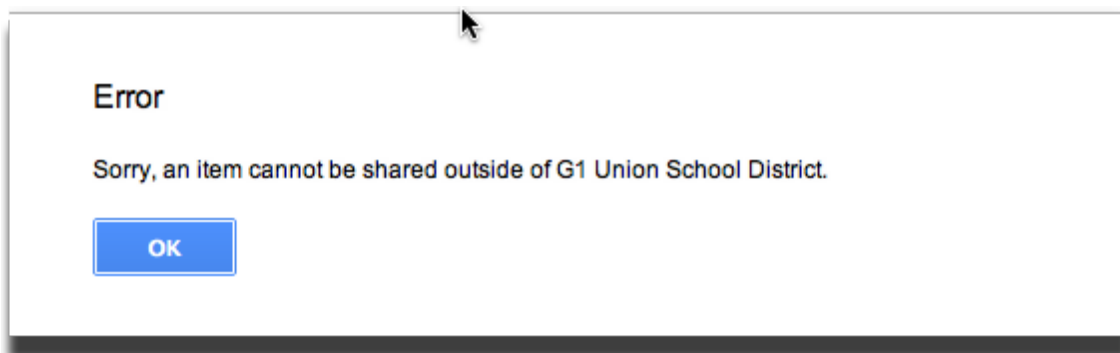 Error
Sorry, an item cannot be shared outside of G1 Union School District.
OK